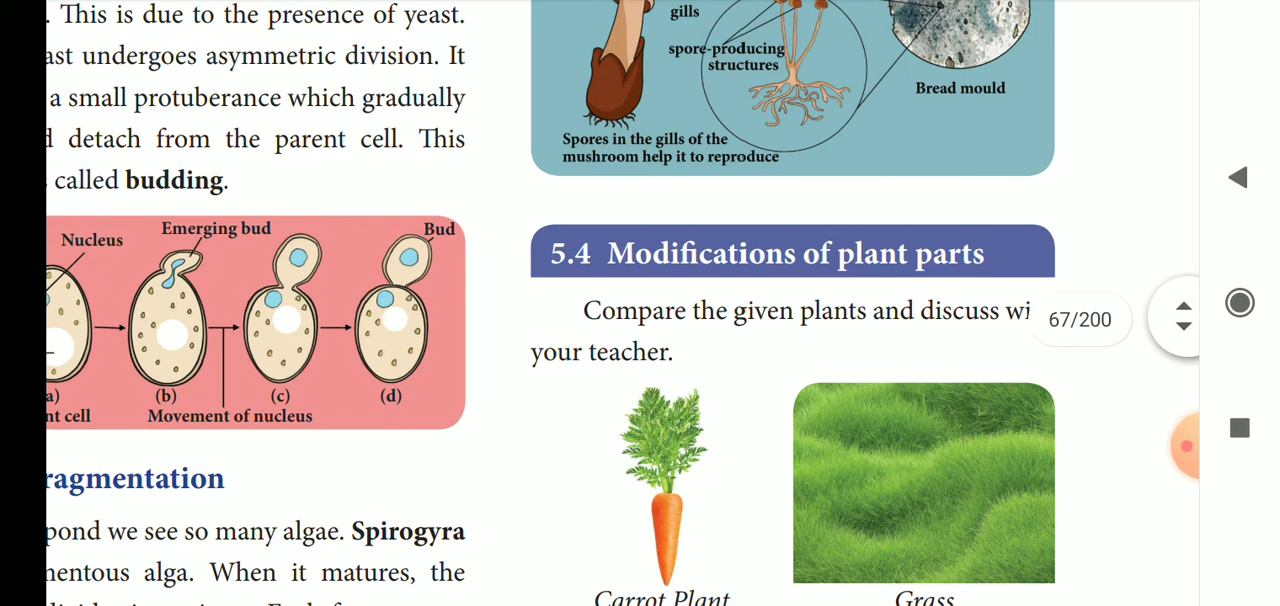 . This is due to the presence of yeast.
ast undergoes asymmetric division. It
a small protuberance which gradually
d detach from the parent cell. This
called budding.
Nucleus
Emerging bud
Bud
a)
(b)
(c)
(d)
nt cell
Movement of nucleus
ragmentation
pond we see so many algae. Spirogyra
mentous alga. When it matures, the
gills
spore-producing
structures
Bread mould
Spores in the gills of the
mushroom help it to reproduce
5.4 Modifications of plant parts
Compare the given plants and discuss wi
your teacher.
67/200
Carrot Plant
Grass